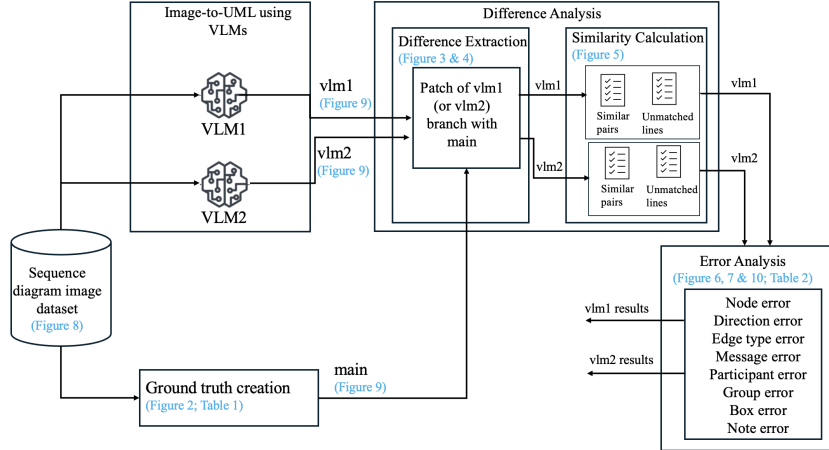 Image-to-UML using
VLMs
VLM1
VLM2
vlm1
(Figure 9)
vlm2
(Figure 9)
Sequence
diagram image
dataset
(Figure 8)
Ground truth creation
(Figure 2; Table 1)
main
(Figure 9)
Difference Analysis
Difference Extraction
(Figure 3 & 4)
Patch of vlm1
(or vlm2)
branch with
main
vlm1
vlm2
Similarity Calculation
(Figure 5)
Similar
pairs
Unmatched
lines
Similar
pairs
Unmatched
lines
vlm1
vlm2
Error Analysis
(Figure 6, 7 & 10; Table 2)
Node error
Direction error
Edge type error
Message error
Participant error
Group error
Box error
Note error
vlm1 results
vlm2 results